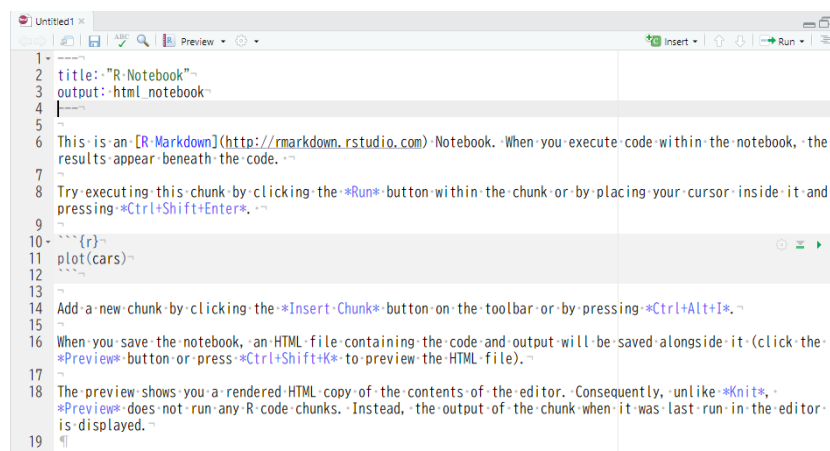 Untitled1
ABC Preview Insert Run
1 ---
2 title: "R Notebook"
3 output: html_notebook
4 ---
5
6 This is an [R Markdown](http://rmarkdown.rstudio.com) Notebook. When you execute code within the notebook, the
results appear beneath the code.
7
8 Try executing this chunk by clicking the *Run* button within the chunk or by placing your cursor inside it and
pressing *Ctrl+Shift+Enter*.
9
10 ```{r}
11 plot(cars)
12 ```
13
14 Add a new chunk by clicking the *Insert Chunk* button on the toolbar or by pressing *Ctrl+Alt+I*.
15
16 When you save the notebook, an HTML file containing the code and output will be saved alongside it (click the
*Preview* button or press *Ctrl+Shift+K* to preview the HTML file).
17
18 The preview shows you a rendered HTML copy of the contents of the editor. Consequently, unlike *Knit*,
*Preview* does not run any R code chunks. Instead, the output of the chunk when it was last run in the editor
is displayed.
19